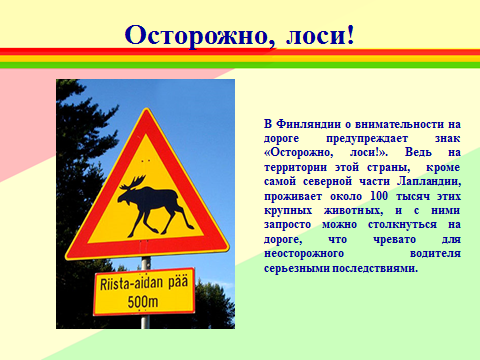 Осторожно, лоси!
В Финляндии о внимательности на
дороге предупреждает знак
«Осторожно, лоси!». Ведь на
территории этой страны, кроме
самой северной части Лапландии,
проживает около 100 тысяч этих
крупных животных, и с ними
запросто можно столкнуться на
дороге, что чревато для
неосторожного водителя
серьезными последствиями.
Riista-aidan pää
500m